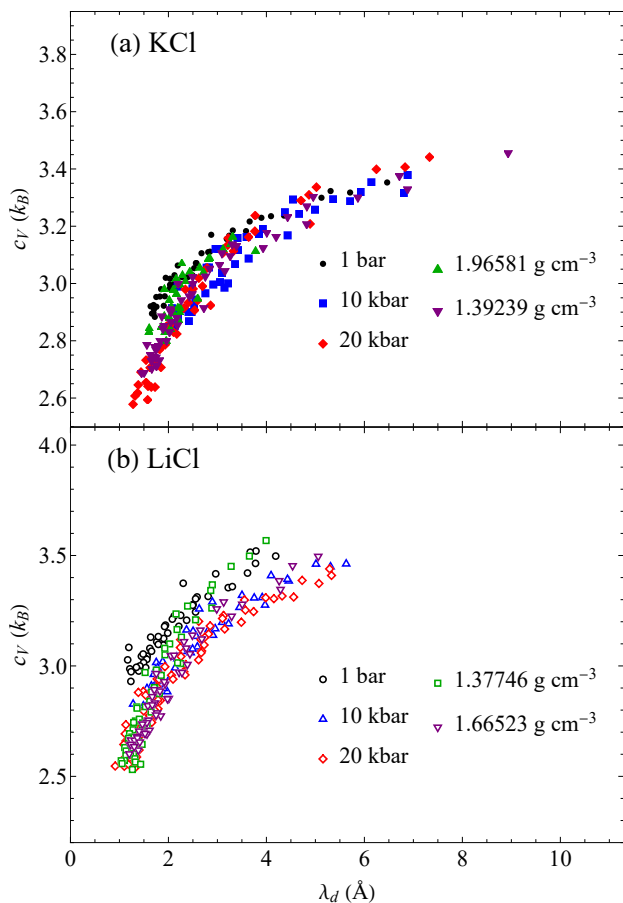 (a) KCl
3.8
3.6
3.4
3.2
3.0
2.8
2.6
c_V (k_B)
1 bar
10 kbar
20 kbar
1.96581 g cm⁻³
1.39239 g cm⁻³
(b) LiCl
4.0
3.5
3.0
2.5
c_V (k_B)
1 bar
10 kbar
20 kbar
1.37746 g cm⁻³
1.66523 g cm⁻³
0 2 4 6 8 10
λ_d (Å)